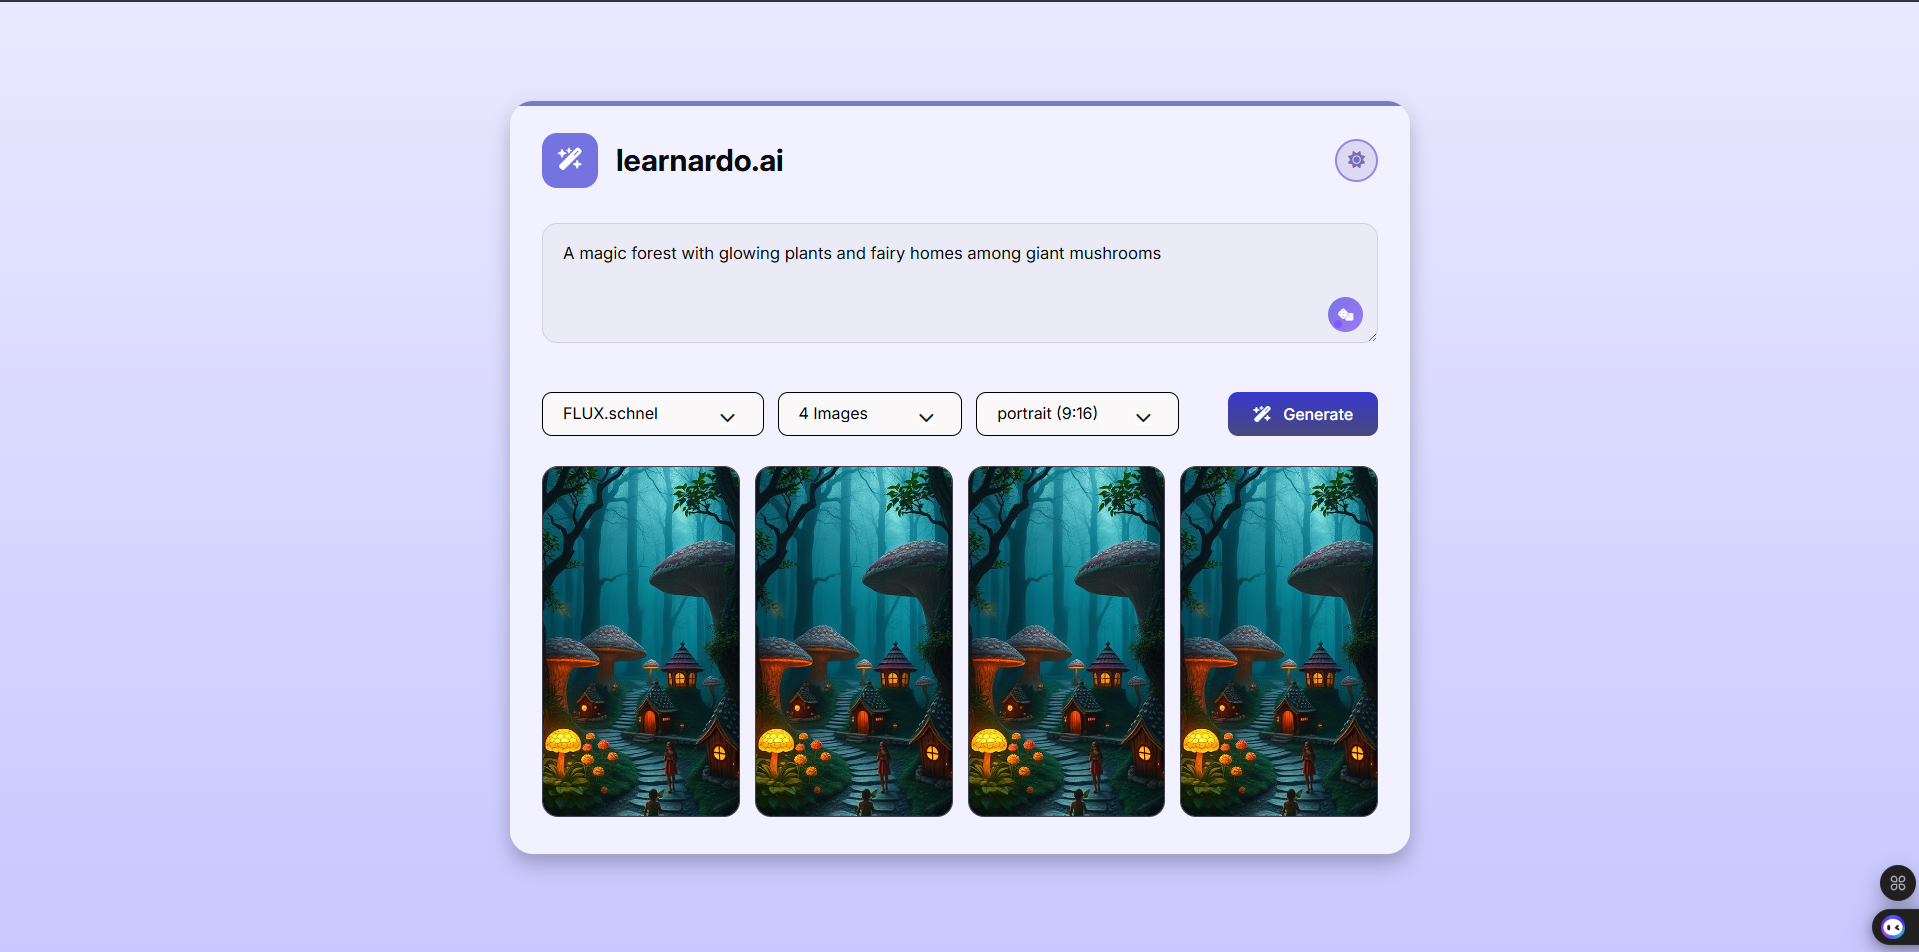 learnardo.ai
A magic forest with glowing plants and fairy homes among giant mushrooms
FLUX.schnel
4 Images
portrait (9:16)
Generate